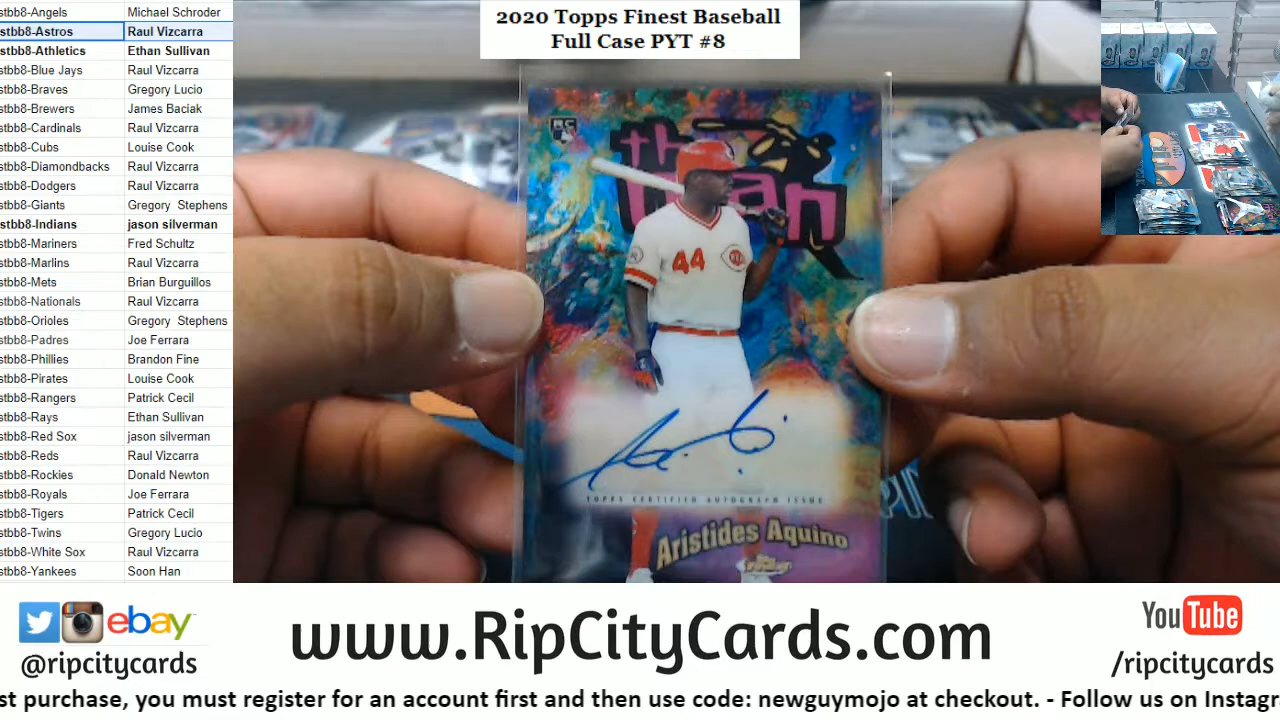 2020 Topps Finest Baseball
Full Case PYT #8
stbb8-Angels Michael Schroder
stbb8-Astros Raul Vizcarra
stbb8-Athletics Ethan Sullivan
stbb8-Blue Jays Raul Vizcarra
stbb8-Braves Gregory Lucio
stbb8-Brewers James Baciak
stbb8-Cardinals Raul Vizcarra
stbb8-Cubs Louise Cook
stbb8-Diamondbacks Raul Vizcarra
stbb8-Dodgers Raul Vizcarra
stbb8-Giants Gregory Stephens
stbb8-Indians jason silverman
stbb8-Mariners Fred Schultz
stbb8-Marlins Raul Vizcarra
stbb8-Mets Brian Burguillos
stbb8-Nationals Raul Vizcarra
stbb8-Orioles Gregory Stephens
stbb8-Padres Joe Ferrara
stbb8-Phillies Brandon Fine
stbb8-Pirates Louise Cook
stbb8-Rangers Patrick Cecil
stbb8-Rays Ethan Sullivan
stbb8-Red Sox jason silverman
stbb8-Reds Raul Vizcarra
stbb8-Rockies Donald Newton
stbb8-Royals Joe Ferrara
stbb8-Tigers Patrick Cecil
stbb8-Twins Gregory Lucio
stbb8-White Sox Raul Vizcarra
stbb8-Yankees Soon Han
RC
the
man
44
TOPPS CERTIFIED AUTOGRAPH ISSUE
Aristides Aquino
Finest
ebay
@ripcitycards
www.RipCityCards.com
YouTube
/ripcitycards
st purchase, you must register for an account first and then use code: newguymojo at checkout. - Follow us on Instagr